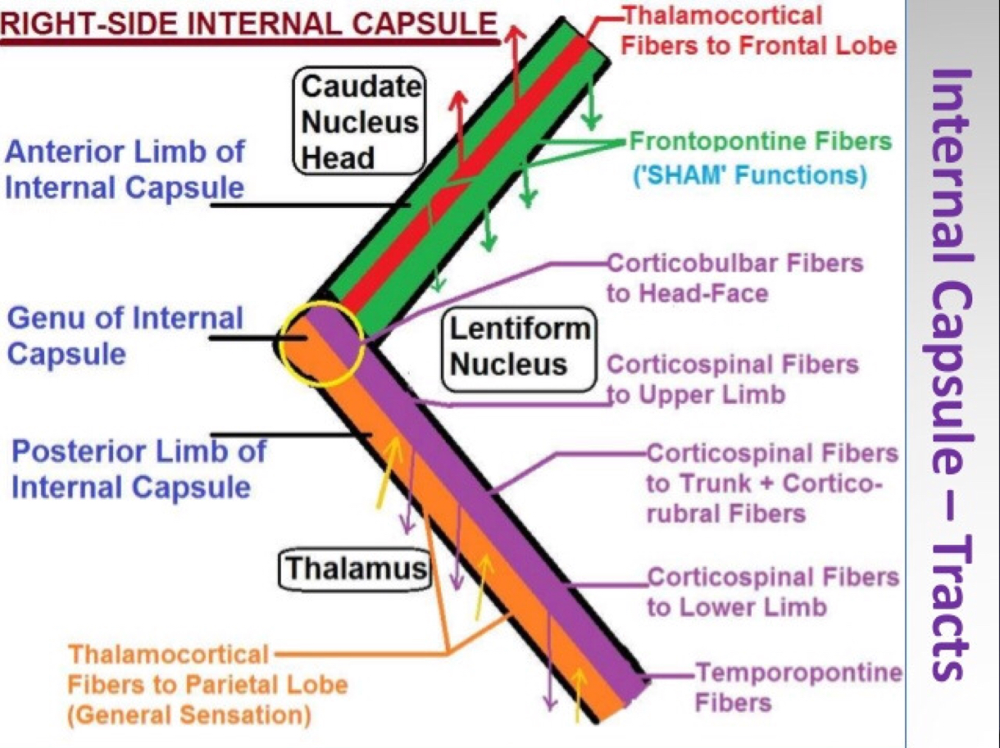 RIGHT-SIDE INTERNAL CAPSULE
Thalamocortical
Fibers to Frontal Lobe
Caudate
Nucleus
Head
Anterior Limb of
Internal Capsule
Frontopontine Fibers
('SHAM' Functions)
Corticobulbar Fibers
to Head-Face
Genu of Internal
Capsule
Lentiform
Nucleus
Corticospinal Fibers
to Upper Limb
Posterior Limb of
Internal Capsule
Corticospinal Fibers
to Trunk + Cortico-
rubral Fibers
Thalamus
Corticospinal Fibers
to Lower Limb
Thalamocortical
Fibers to Parietal Lobe
(General Sensation)
Temporopontine
Fibers
Internal Capsule – Tracts